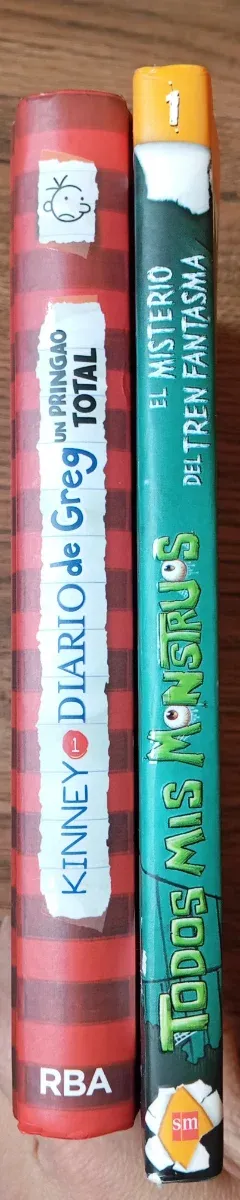 KINNEY 1 DIARIO de Greg
UN PRINGAO
TOTAL
RBA
1
EL MISTERIO
DEL TREN FANTASMA
TODOS MIS MONSTRUOS
sm